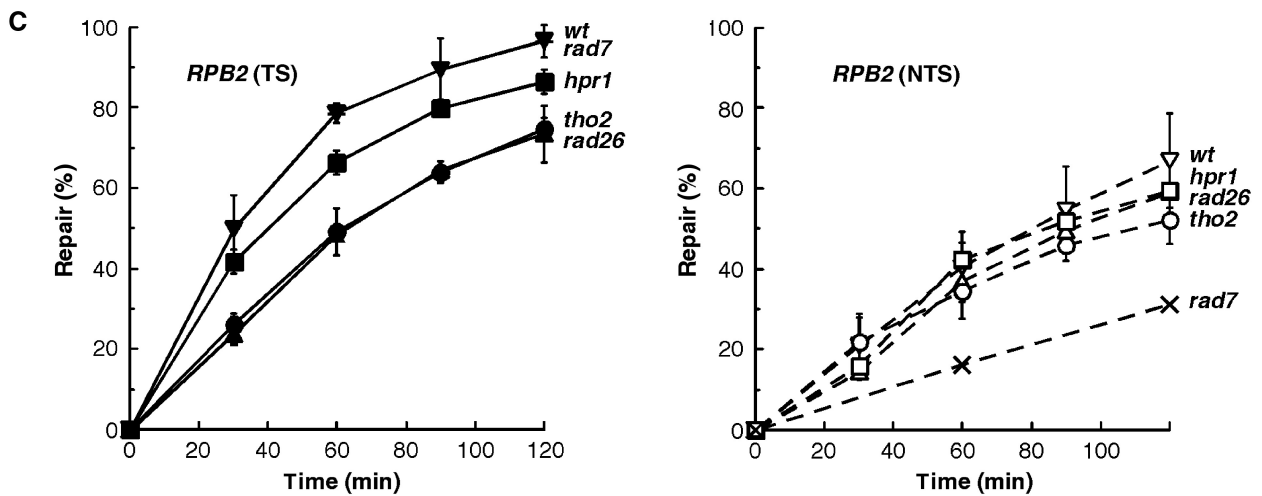 C
RPB2 (TS)
Repair (%)
100
80
60
40
20
0
0 20 40 60 80 100 120
Time (min)
wt
rad7
hpr1
tho2
rad26
RPB2 (NTS)
Repair (%)
100
80
60
40
20
0
0 20 40 60 80 100
Time (min)
wt
hpr1
rad26
tho2
rad7